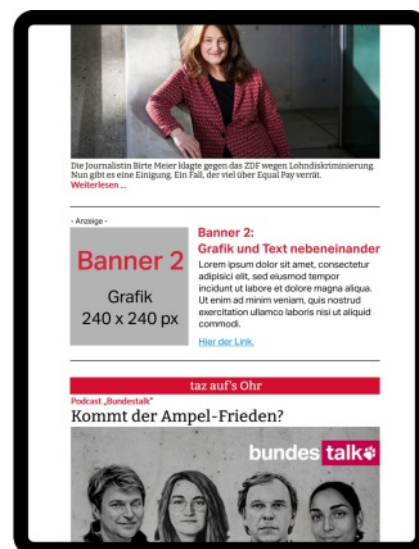 Die Journalistin Birte Meier klagte gegen das ZDF wegen Lohndiskriminierung.
Nun gibt es eine Einigung. Ein Fall, der viel über Equal Pay verrät.
Weiterlesen ...
- Anzeige -
Banner 2
Grafik
240 x 240 px
Banner 2:
Grafik und Text nebeneinander
Lorem ipsum dolor sit amet, consectetur
adipisici elit, sed eiusmod tempor
incidunt ut labore et dolore magna aliqua.
Ut enim ad minim veniam, quis nostrud
exercitation ullamco laboris nisi ut aliquid
commodi.
Hier der Link.
taz auf's Ohr
Podcast „Bundestalk"
Kommt der Ampel-Frieden?
bundes talk